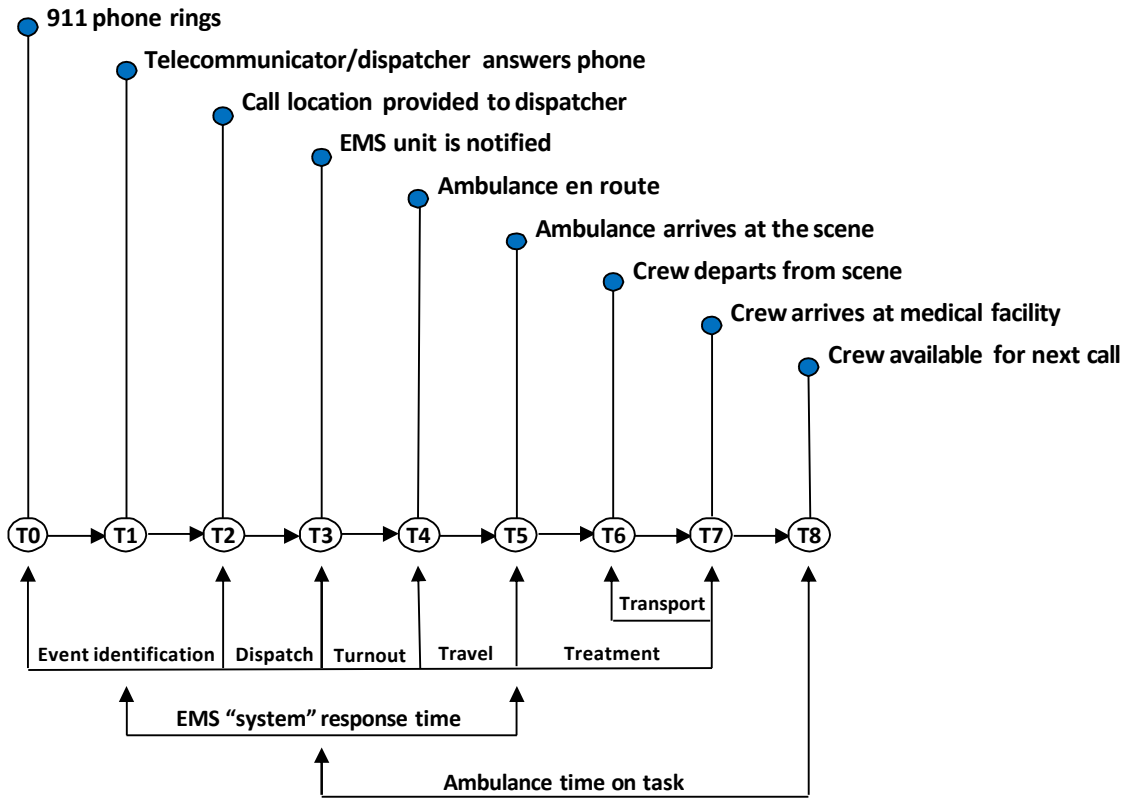 911 phone rings
Telecommunicator/dispatcher answers phone
Call location provided to dispatcher
EMS unit is notified
Ambulance en route
Ambulance arrives at the scene
Crew departs from scene
Crew arrives at medical facility
Crew available for next call
T0 T1 T2 T3 T4 T5 T6 T7 T8
Transport
Event identification Dispatch Turnout Travel Treatment
EMS “system” response time
Ambulance time on task